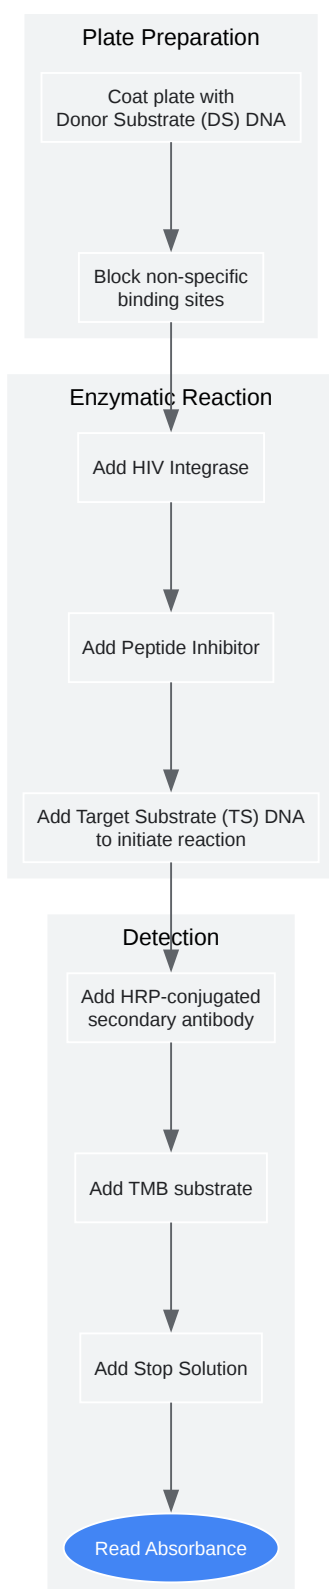 Plate Preparation
Coat plate with
Donor Substrate (DS) DNA
Block non-specific
binding sites
Enzymatic Reaction
Add HIV Integrase
Add Peptide Inhibitor
Add Target Substrate (TS) DNA
to initiate reaction
Detection
Add HRP-conjugated
secondary antibody
Add TMB substrate
Add Stop Solution
Read Absorbance